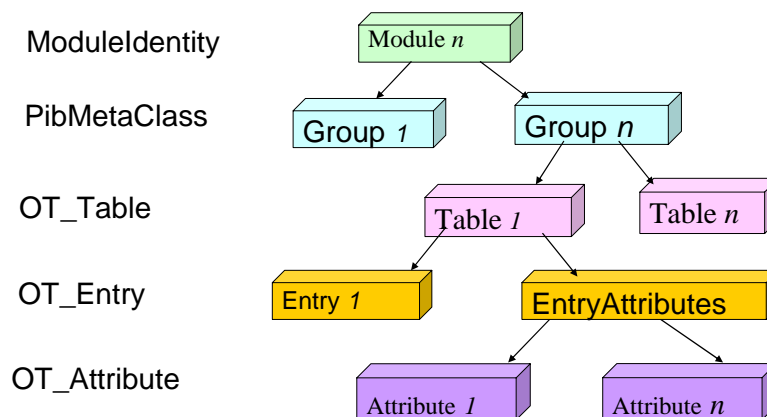 ModuleIdentity
Module n
PibMetaClass
Group 1
Group n
OT_Table
Table 1
Table n
OT_Entry
Entry 1
EntryAttributes
OT_Attribute
Attribute 1
Attribute n